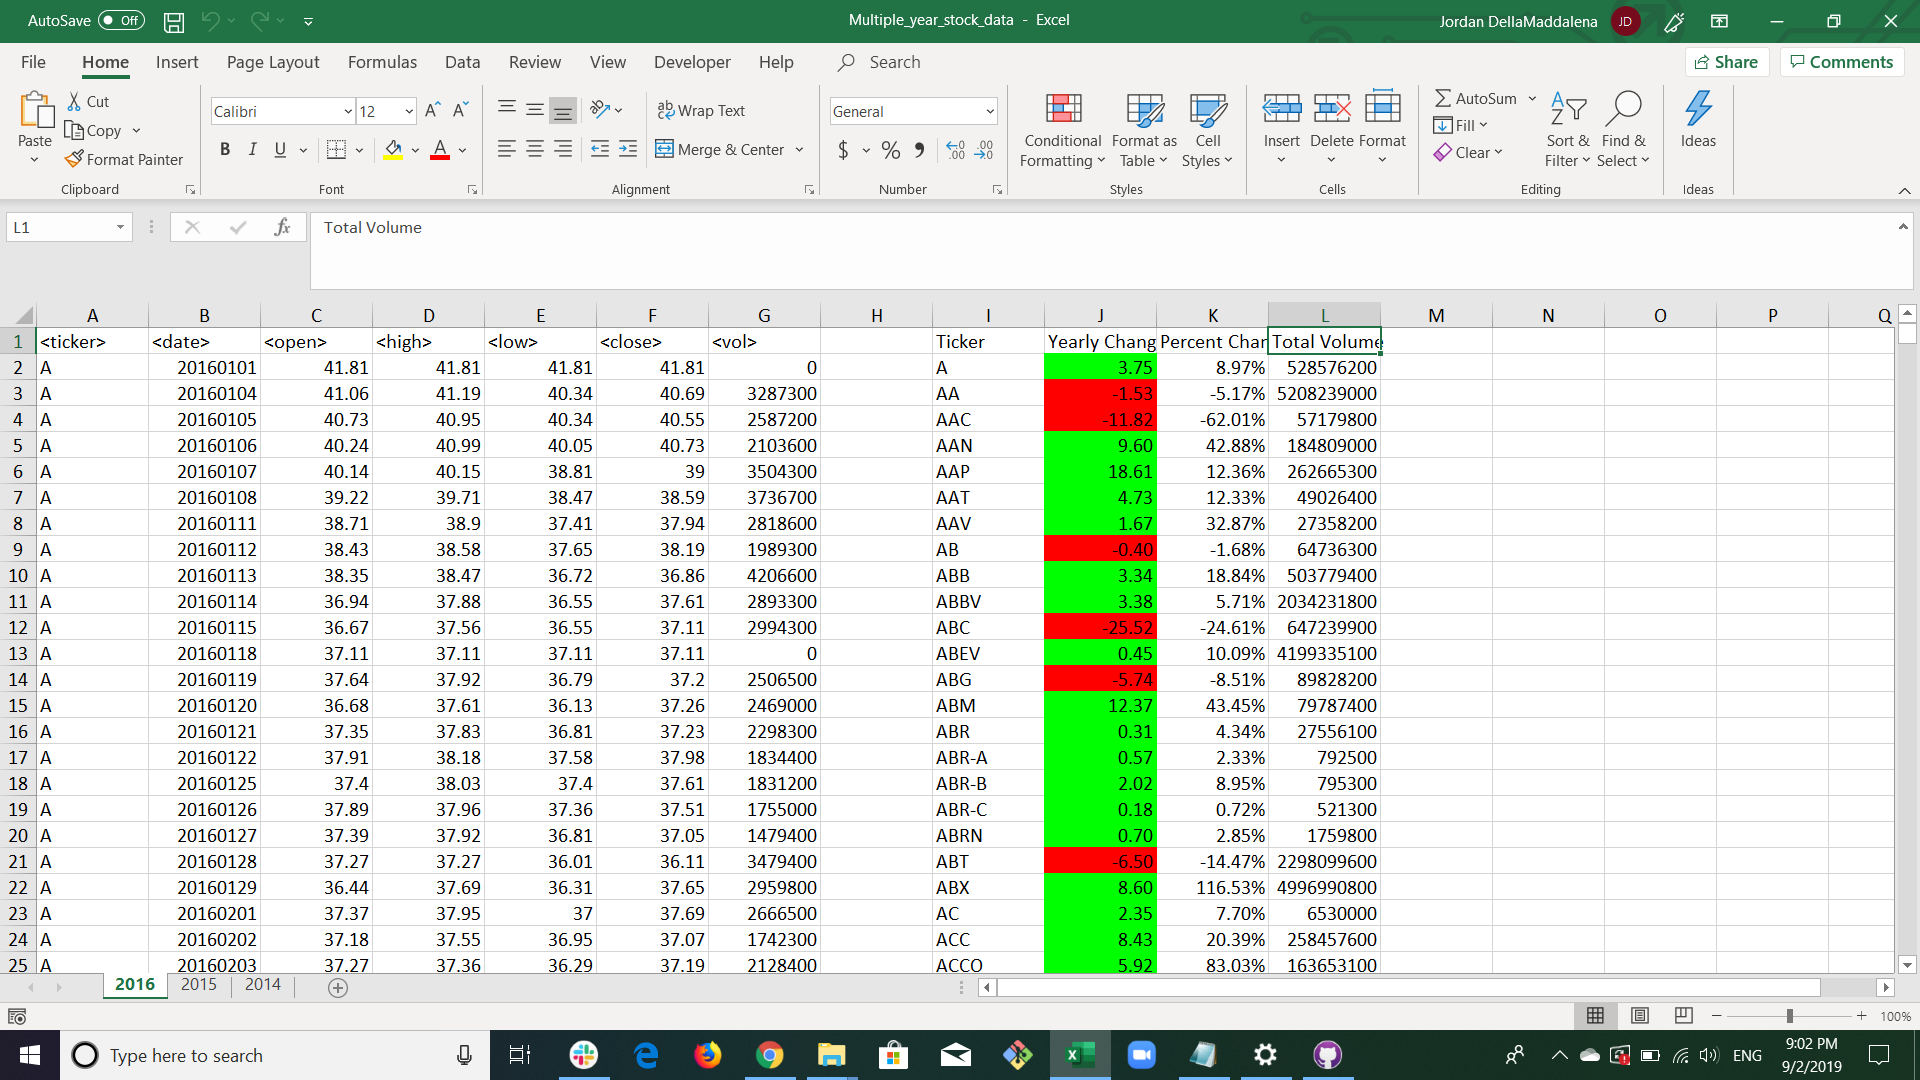 AutoSave Off Multiple_year_stock_data - Excel Jordan DellaMaddalena JD
File Home Insert Page Layout Formulas Data Review View Developer Help Search Share Comments
Paste Cut Copy Format Painter Clipboard
Calibri 12 B I U A Font
ab Wrap Text Merge & Center Alignment
General $ % Number
Conditional Formatting Format as Table Cell Styles Styles
Insert Delete Format Cells
AutoSum Fill Clear Sort & Filter Find & Select Editing
Ideas Ideas
L1 fx Total Volume
A B C D E F G H I J K L M N O P Q
1 <ticker> <date> <open> <high> <low> <close> <vol> Ticker Yearly Chang Percent Char Total Volume
2 A 20160101 41.81 41.81 41.81 41.81 0 A 3.75 8.97% 528576200
3 A 20160104 41.06 41.19 40.34 40.69 3287300 AA -1.53 -5.17% 5208239000
4 A 20160105 40.73 40.95 40.34 40.55 2587200 AAC -11.82 -62.01% 57179800
5 A 20160106 40.24 40.99 40.05 40.73 2103600 AAN 9.60 42.88% 184809000
6 A 20160107 40.14 40.15 38.81 39 3504300 AAP 18.61 12.36% 262665300
7 A 20160108 39.22 39.71 38.47 38.59 3736700 AAT 4.73 12.33% 49026400
8 A 20160111 38.71 38.9 37.41 37.94 2818600 AAV 1.67 32.87% 27358200
9 A 20160112 38.43 38.58 37.65 38.19 1989300 AB -0.40 -1.68% 64736300
10 A 20160113 38.35 38.47 36.72 36.86 4206600 ABB 3.34 18.84% 503779400
11 A 20160114 36.94 37.88 36.55 37.61 2893300 ABBV 3.38 5.71% 2034231800
12 A 20160115 36.67 37.56 36.55 37.11 2994300 ABC -25.52 -24.61% 647239900
13 A 20160118 37.11 37.11 37.11 37.11 0 ABEV 0.45 10.09% 4199335100
14 A 20160119 37.64 37.92 36.79 37.2 2506500 ABG -5.74 -8.51% 89828200
15 A 20160120 36.68 37.61 36.13 37.26 2469000 ABM 12.37 43.45% 79787400
16 A 20160121 37.35 37.83 36.81 37.23 2298300 ABR 0.31 4.34% 27556100
17 A 20160122 37.91 38.18 37.58 37.98 1834400 ABR-A 0.57 2.33% 792500
18 A 20160125 37.4 38.03 37.4 37.61 1831200 ABR-B 2.02 8.95% 795300
19 A 20160126 37.89 37.96 37.36 37.51 1755000 ABR-C 0.18 0.72% 521300
20 A 20160127 37.39 37.92 36.81 37.05 1479400 ABRN 0.70 2.85% 1759800
21 A 20160128 37.27 37.27 36.01 36.11 3479400 ABT -6.50 -14.47% 2298099600
22 A 20160129 36.44 37.69 36.31 37.65 2959800 ABX 8.60 116.53% 4996990800
23 A 20160201 37.37 37.95 37 37.69 2666500 AC 2.35 7.70% 6530000
24 A 20160202 37.18 37.55 36.95 37.07 1742300 ACC 8.43 20.39% 258457600
25 A 20160203 37.27 37.36 36.29 37.19 2128400 ACCO 5.92 83.03% 163653100
2016 2015 2014
100%
Type here to search ENG 9:02 PM
9/2/2019